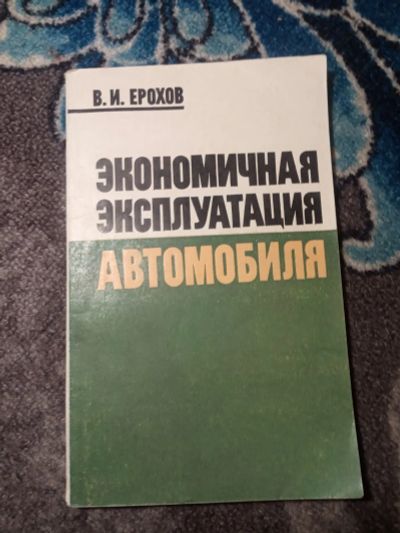 В. И. ЕРОХОВ
ЭКОНОМИЧНАЯ
ЭКСПЛУАТАЦИЯ
АВТОМОБИЛЯ